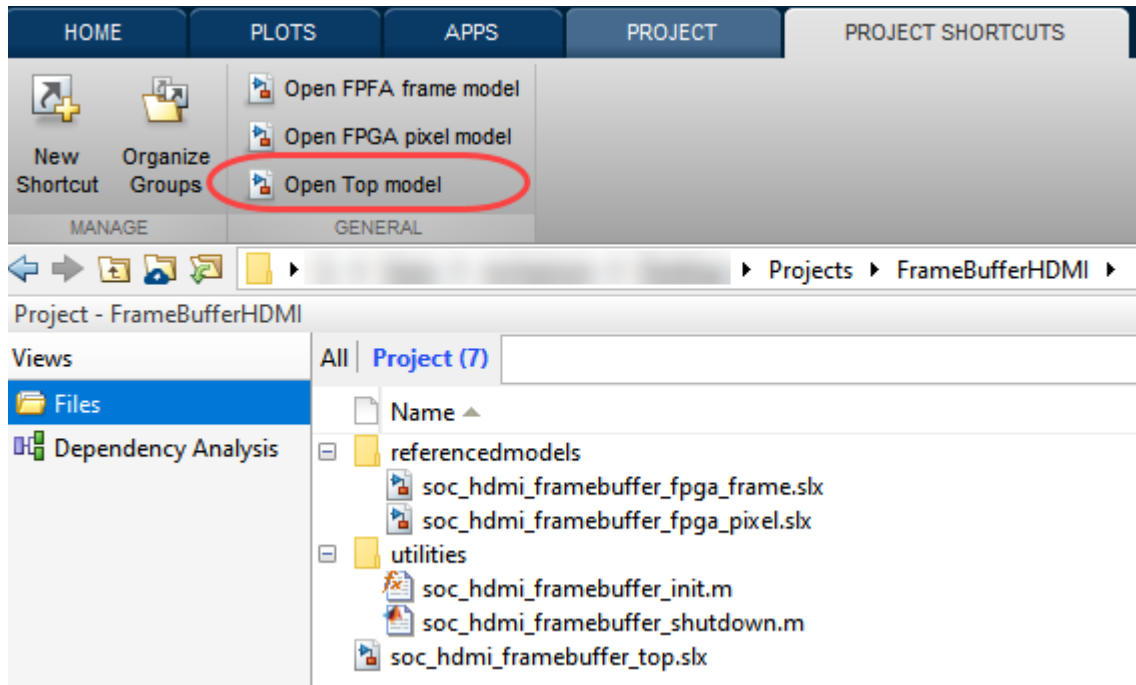 HOME PLOTS APPS PROJECT PROJECT SHORTCUTS
Open FPFA frame model
Open FPGA pixel model
New Organize
Shortcut Groups Open Top model
MANAGE GENERAL
Projects FrameBufferHDMI
Project - FrameBufferHDMI
Views All Project (7)
Files Name
Dependency Analysis referencedmodels
soc_hdmi_framebuffer_fpga_frame.slx
soc_hdmi_framebuffer_fpga_pixel.slx
utilities
soc_hdmi_framebuffer_init.m
soc_hdmi_framebuffer_shutdown.m
soc_hdmi_framebuffer_top.slx